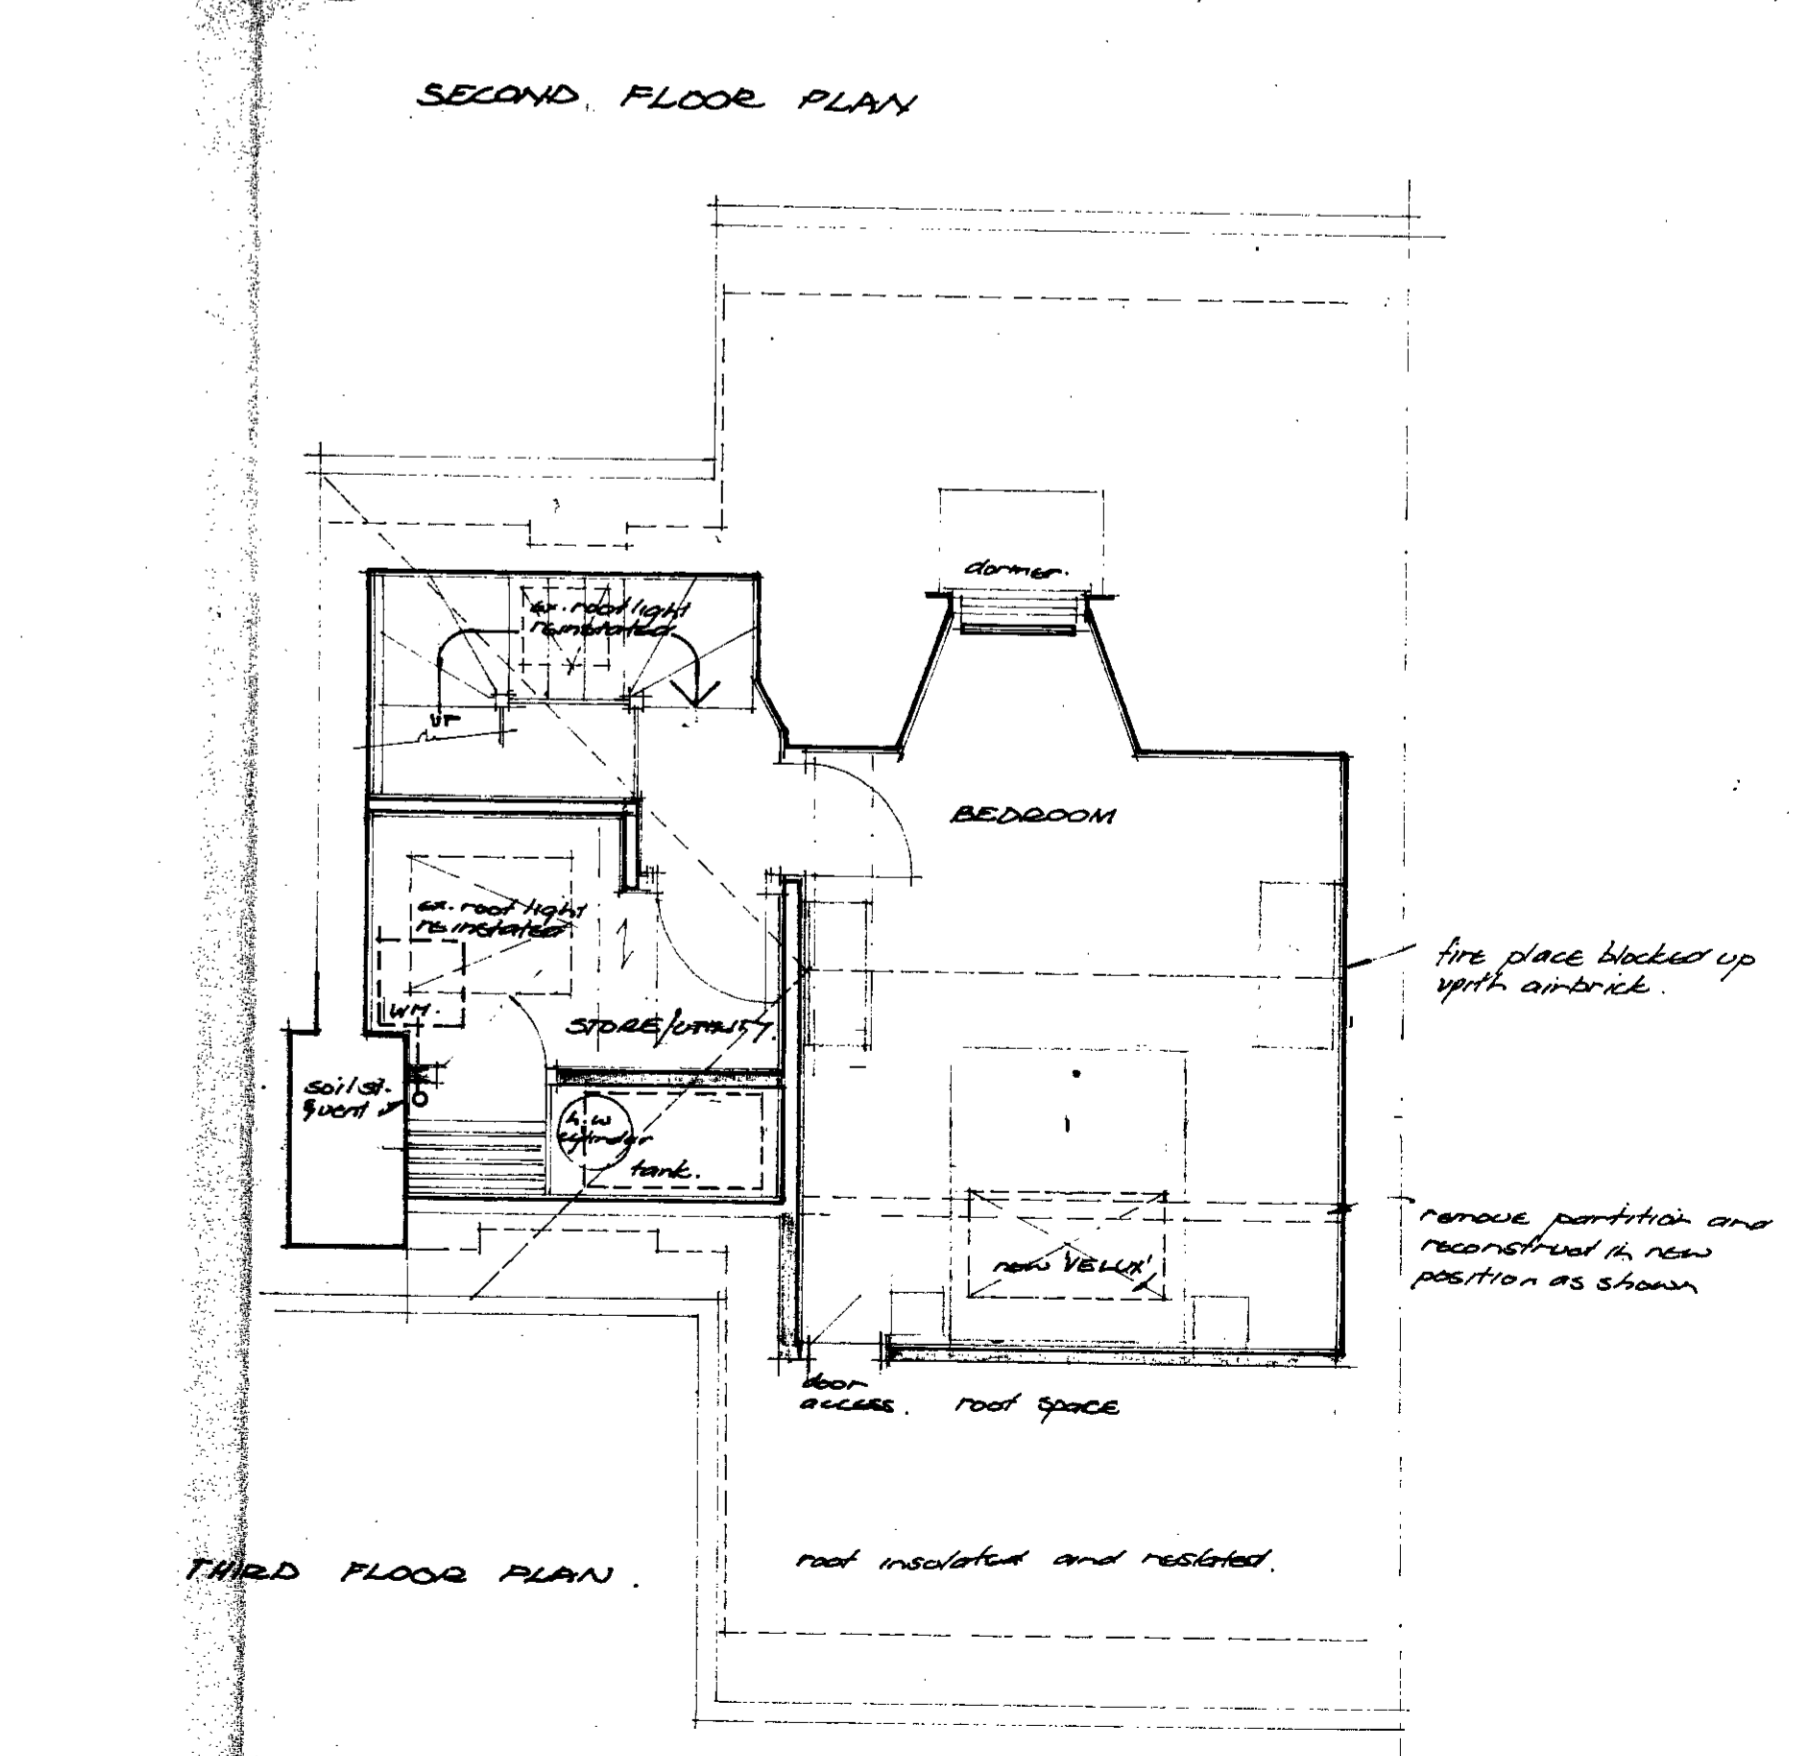 SECOND FLOOR PLAN
dormer.
ex. roof light
reinstated
UP
BEDROOM
ex. roof light
reinstated
fire place blocked up
with airbrick.
WM.
STORE/UTILITY.
soil st.
& vent
h.w
cylinder
tank.
remove partition and
reconstruct in new
position as shown
new 'VELUX'
door
access.
roof space
roof insulated and reslated.
THIRD FLOOR PLAN.